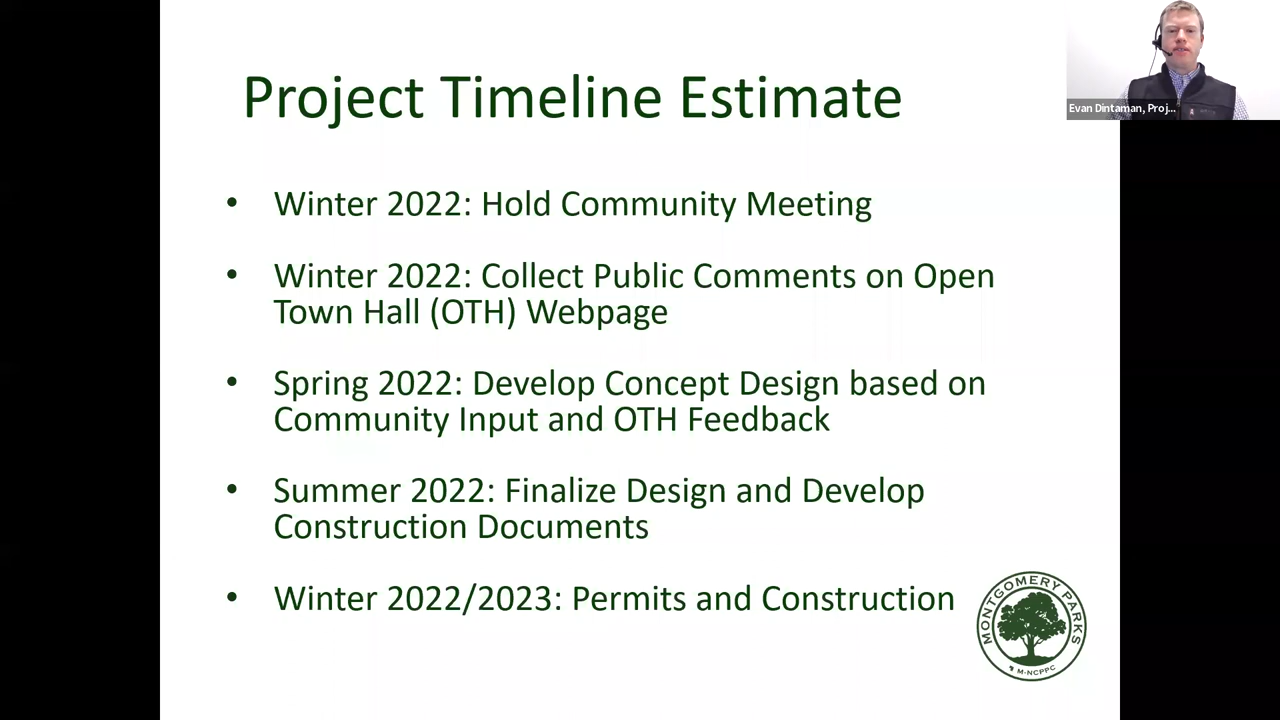 Project Timeline Estimate
Evan Dintaman, Proj...
• Winter 2022: Hold Community Meeting
• Winter 2022: Collect Public Comments on Open
Town Hall (OTH) Webpage
• Spring 2022: Develop Concept Design based on
Community Input and OTH Feedback
• Summer 2022: Finalize Design and Develop
Construction Documents
• Winter 2022/2023: Permits and Construction
MONTGOMERY PARKS
M-NCPPC